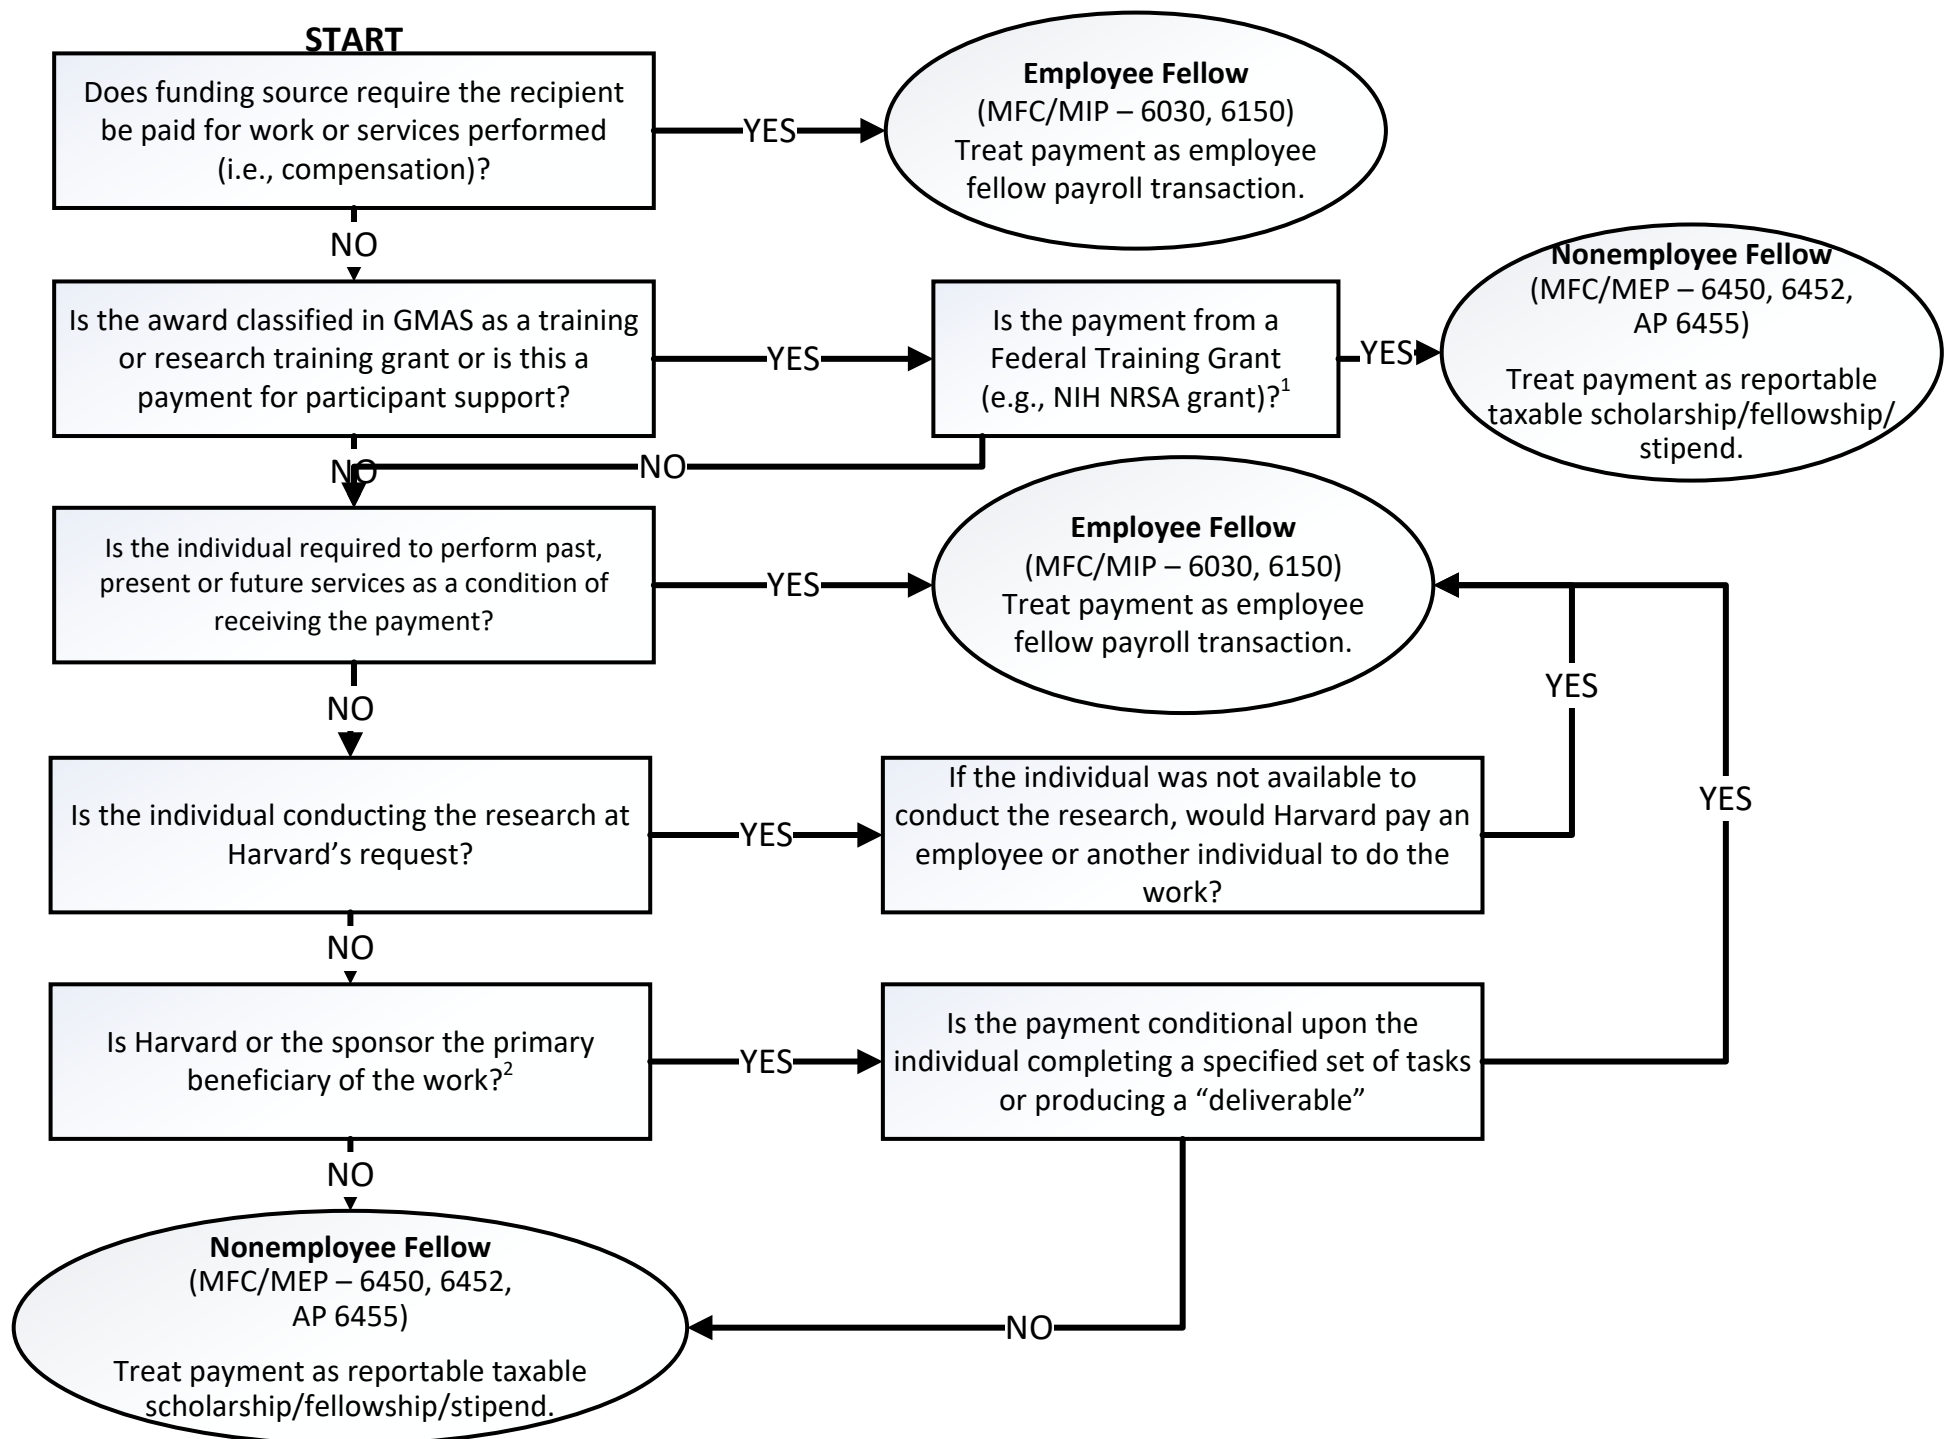 START
Does funding source require the recipient
be paid for work or services performed
(i.e., compensation)?
YES
Employee Fellow
(MFC/MIP – 6030, 6150)
Treat payment as employee
fellow payroll transaction.
NO
Is the award classified in GMAS as a training
or research training grant or is this a
payment for participant support?
YES
Is the payment from a
Federal Training Grant
(e.g., NIH NRSA grant)?1
YES
Nonemployee Fellow
(MFC/MEP – 6450, 6452,
AP 6455)
Treat payment as reportable
taxable scholarship/fellowship/
stipend.
NO
NO
Is the individual required to perform past,
present or future services as a condition of
receiving the payment?
YES
Employee Fellow
(MFC/MIP – 6030, 6150)
Treat payment as employee
fellow payroll transaction.
NO
Is the individual conducting the research at
Harvard’s request?
YES
If the individual was not available to
conduct the research, would Harvard pay an
employee or another individual to do the
work?
YES
YES
NO
Is Harvard or the sponsor the primary
beneficiary of the work?2
YES
Is the payment conditional upon the
individual completing a specified set of tasks
or producing a “deliverable”
NO
NO
Nonemployee Fellow
(MFC/MEP – 6450, 6452,
AP 6455)
Treat payment as reportable taxable
scholarship/fellowship/stipend.